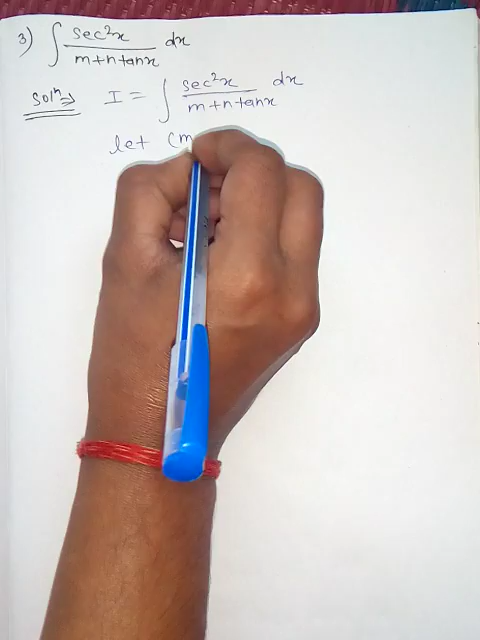 3) ∫ sec²x / m+n tanx dx
Solⁿ⇒ I = ∫ sec²x / m+n tanx dx
let (m